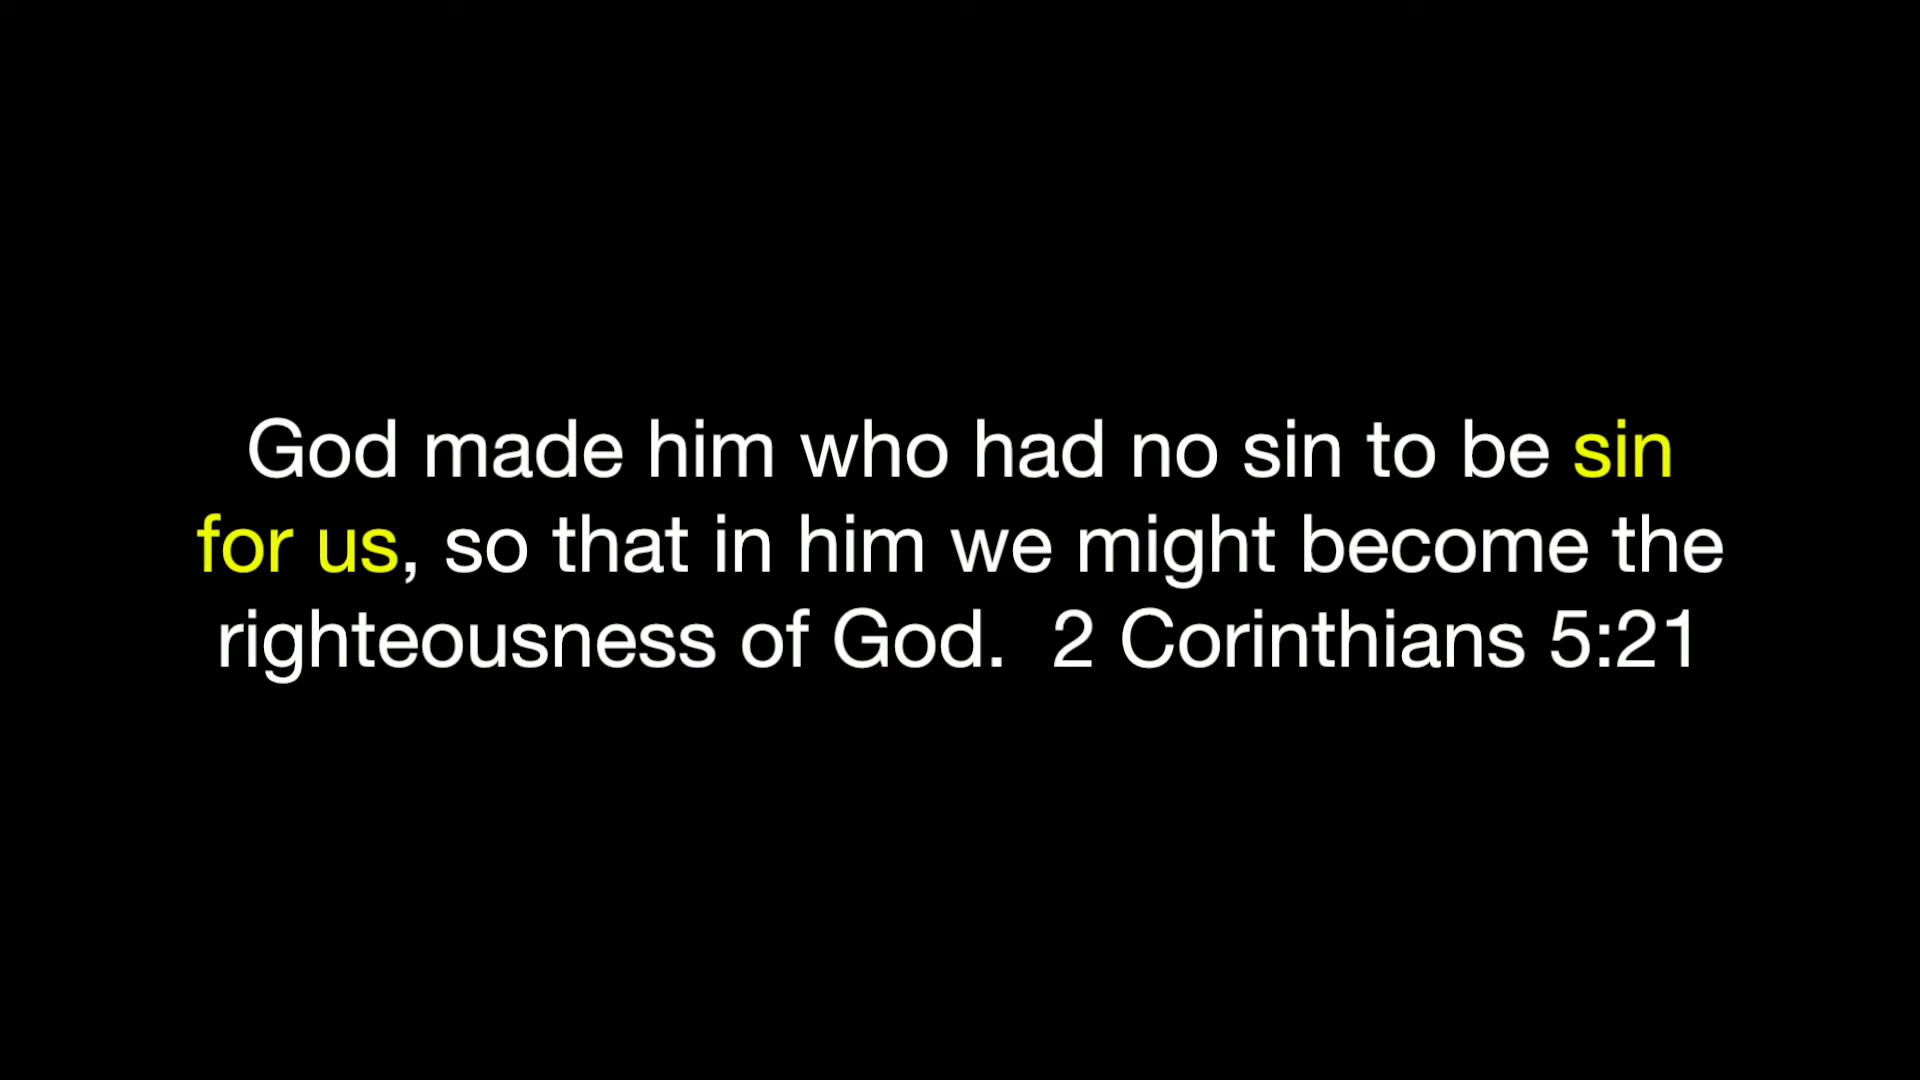 God made him who had no sin to be sin
for us, so that in him we might become the
righteousness of God.  2 Corinthians 5:21